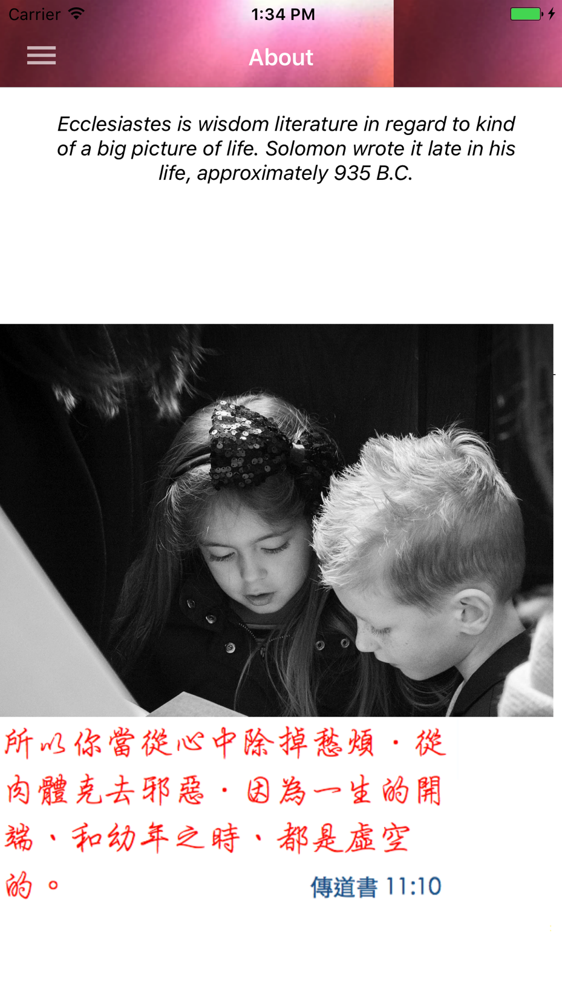 Carrier 1:34 PM
About
Ecclesiastes is wisdom literature in regard to kind
of a big picture of life. Solomon wrote it late in his
life, approximately 935 B.C.
所以你當從心中除掉愁煩．從
肉體克去邪惡．因為一生的開
端、和幼年之時、都是虛空
的。
傳道書 11:10